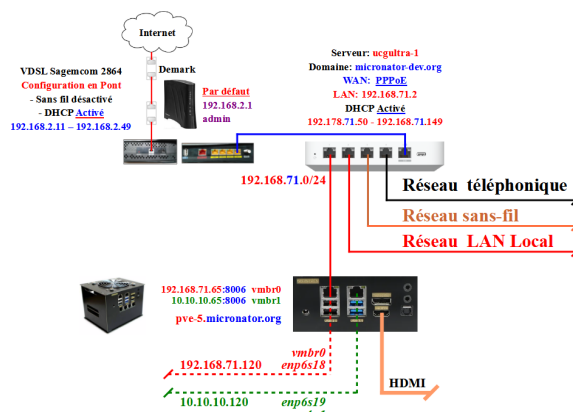 Internet
VDSL Sagemcom 2864
Configuration en Pont
- Sans fil désactivé
- DHCP Activé
192.168.2.11 – 192.168.2.49
Demark
Par défaut
192.168.2.1
admin
Serveur: ucgultra-1
Domaine: micronator-dev.org
WAN: PPPoE
LAN: 192.168.71.2
DHCP Activé
192.178.71.50 - 192.168.71.149
192.168.71.0/24
Réseau téléphonique
Réseau sans-fil
Réseau LAN Local
192.168.71.65:8006 vmbr0
10.10.10.65:8006 vmbr1
pve-5.micronator.org
vmbr0
192.168.71.120 enp6s18
HDMI
10.10.10.120 enp6s19